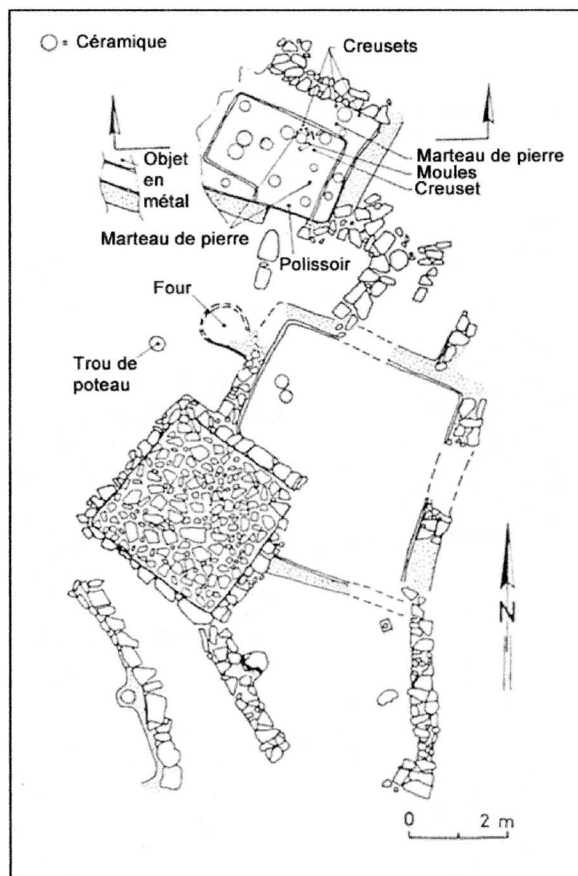 Céramique
Creusets
Objet
en
métal
Marteau de pierre
Moules
Creuset
Marteau de pierre
Polissoir
Four
Trou de
poteau
N
0 2 m